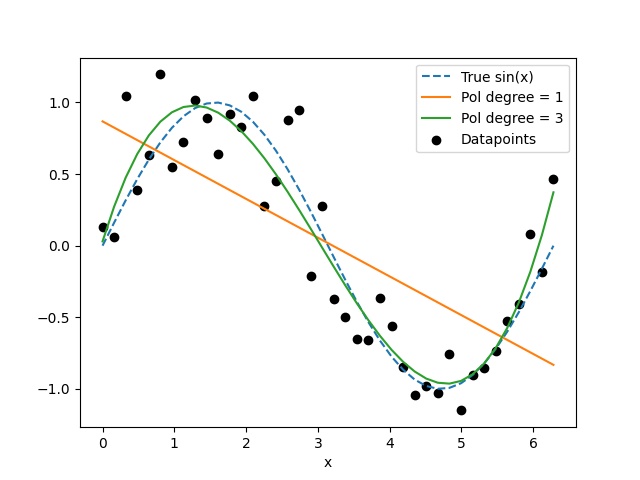 True sin(x)
Pol degree = 1
Pol degree = 3
Datapoints
1.0
0.5
0.0
−0.5
−1.0
0 1 2 3 4 5 6
x